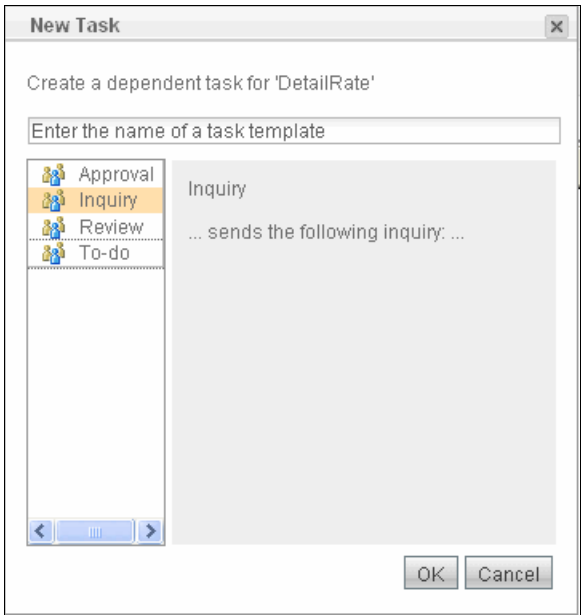 New Task
Create a dependent task for 'DetailRate'
Enter the name of a task template
Approval
Inquiry
Review
To-do
Inquiry
... sends the following inquiry: ...
OK
Cancel